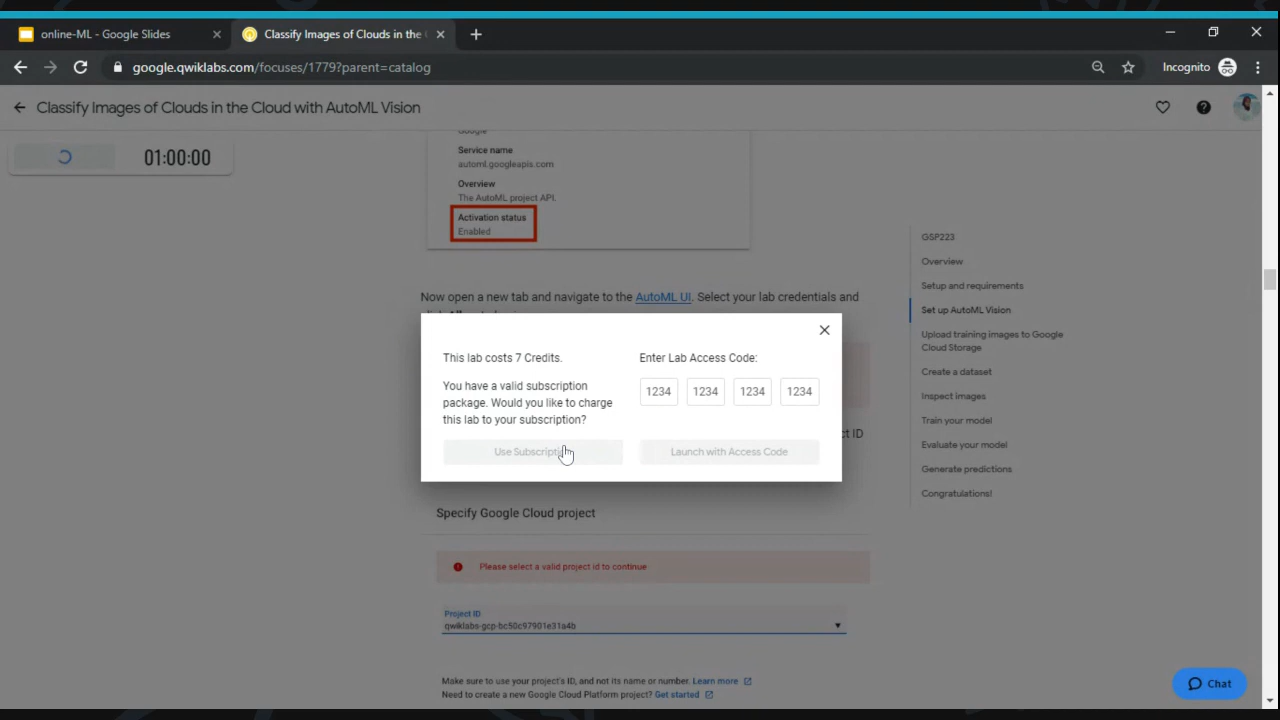 online-ML - Google Slides
Classify Images of Clouds in the
google.qwiklabs.com/focuses/1779?parent=catalog
Incognito
Classify Images of Clouds in the Cloud with AutoML Vision
01:00:00
Google
Service name
automl.googleapis.com
Overview
The AutoML project API.
Activation status
Enabled
Now open a new tab and navigate to the AutoML UI. Select your lab credentials and
This lab costs 7 Credits.
You have a valid subscription
package. Would you like to charge
this lab to your subscription?
Use Subscription
Enter Lab Access Code:
1234 1234 1234 1234
Launch with Access Code
ct ID
Specify Google Cloud project
Please select a valid project id to continue
Project ID
qwiklabs-gcp-bc50c97901e31a4b
Make sure to use your project's ID, and not its name or number. Learn more
Need to create a new Google Cloud Platform project? Get started
GSP223
Overview
Setup and requirements
Set up AutoML Vision
Upload training images to Google
Cloud Storage
Create a dataset
Inspect images
Train your model
Evaluate your model
Generate predictions
Congratulations!
Chat